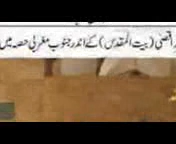 اقصیٰ (بیت المقدس) کے اندر جنوب مغربی حصہ میں